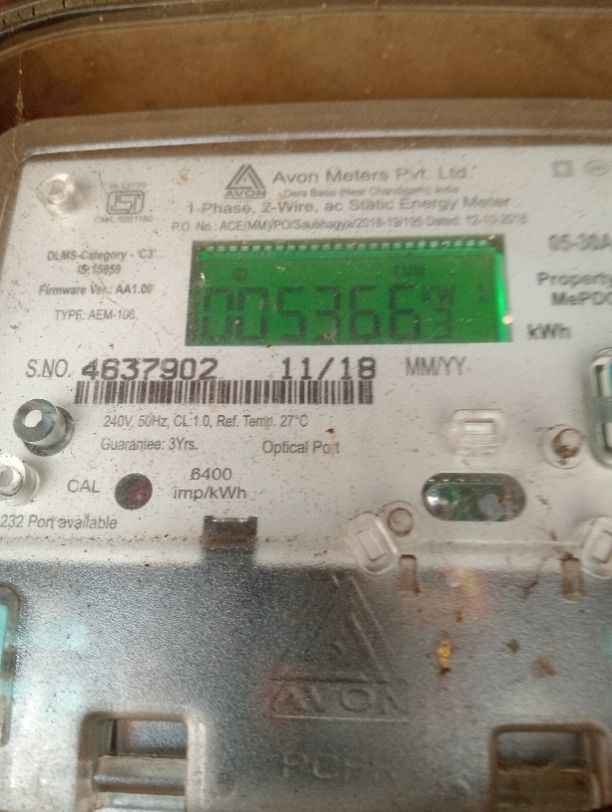 IS 13779
AVON
Avon Meters Pvt. Ltd.
Dera Bassi (Near Chandigarh), India
1-Phase, 2-Wire, ac Static Energy Meter
P.O. No.: ACE(MM)/PO/Saubhagya/2018-19/195 Dated: 12-10-2018
DLMS-Category - 'C3'
IS 15959
Firmware Ver.: AA1.00
TYPE: AEM-106
05-30A
Property
CUM
005366
kWh
S.NO. 4637902 11/18 MM/YY
240V, 50Hz, CL:1.0, Ref. Temp. 27°C
Guarantee: 3Yrs. Optical Port
CAL
6400
imp/kWh
232 Port available
AVON